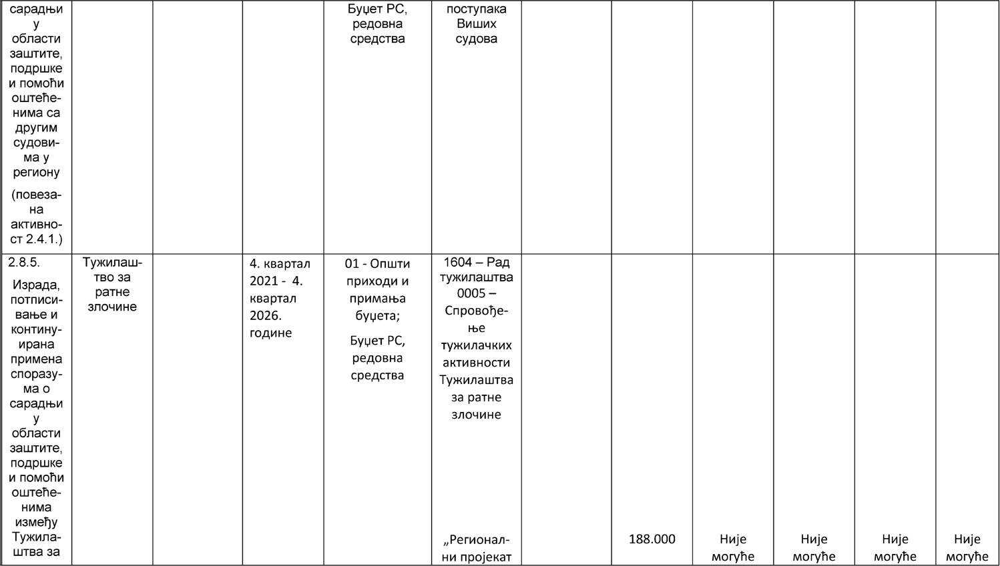 сарадњи
у
области
заштите,
подршке
и помоћи
оштеће-
нима са
другим
судови-
ма у
региону
(повеза-
на
активно-
ст 2.4.1.)
Буџет РС,
редовна
средства
поступака
Виших
судова
2.8.5.
Израда,
потписи-
вање и
контину-
ирана
примена
споразу-
ма о
сарадњи
у
области
заштите,
подршке
и помоћи
оштеће-
нима
између
Тужила-
штва за
Тужилаш-
тво за
ратне
злочине
4. квартал
2021 - 4.
квартал
2026.
године
01 - Општи
приходи и
примања
буџета;
Буџет РС,
редовна
средства
1604 – Рад
тужилаштва
0005 –
Спровође-
ње
тужилачких
активности
Тужилаштва
за ратне
злочине
„Регионал-
ни пројекат
188.000
Није
могуће
Није
могуће
Није
могуће
Није
могуће